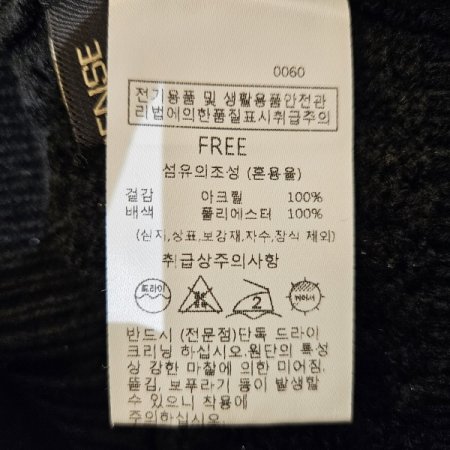 0060
전기용품 및 생활용품안전관
리법에의한품질표시취급주의
FREE
섬유의조성 (혼용율)
겉감 아크릴 100%
배색 폴리에스터 100%
(심지,상표,보강재,자수,장식 제외)
취급상주의사항
드라이
2
반드시 (전문점)단독 드라이
크리닝 하십시오.원단의 특성
상 강한 마찰에 의한 미어짐.
뜯김, 보푸라기 등이 발생할
수 있으니 착용에
주의하십시오.